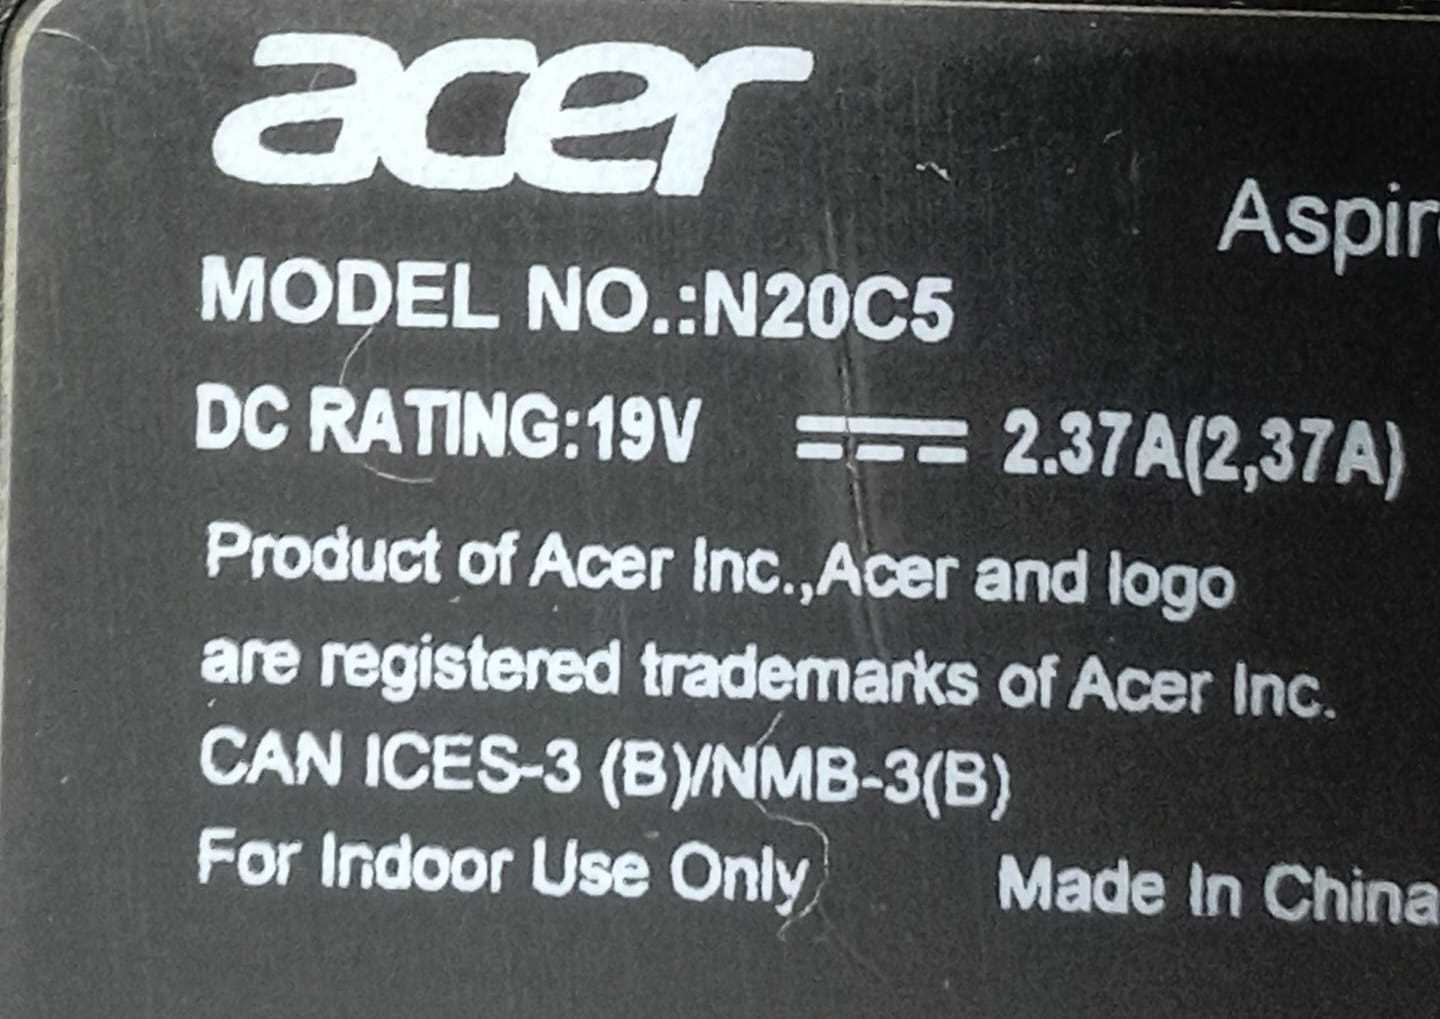 acer
Aspire
MODEL NO.:N20C5
DC RATING:19V ⎓ 2.37A(2,37A)
Product of Acer Inc.,Acer and logo
are registered trademarks of Acer Inc.
CAN ICES-3 (B)/NMB-3(B)
For Indoor Use Only Made In China